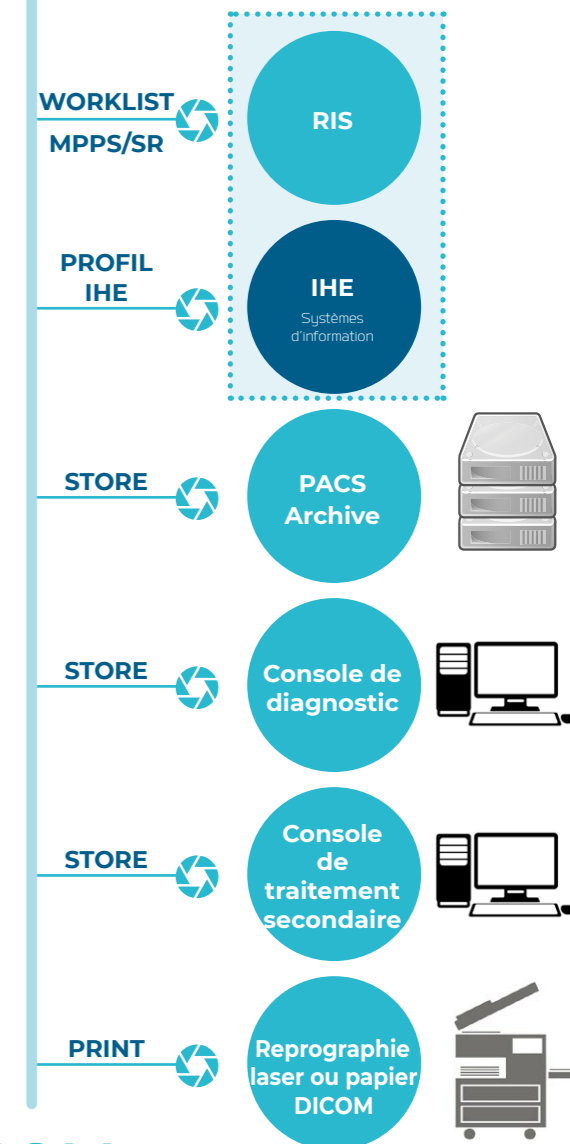 WORKLIST
MPPS/SR
RIS
PROFIL
IHE
IHE
Systèmes
d'information
STORE
PACS
Archive
STORE
Console de
diagnostic
STORE
Console
de
traitement
secondaire
PRINT
Reprographie
laser ou papier
DICOM